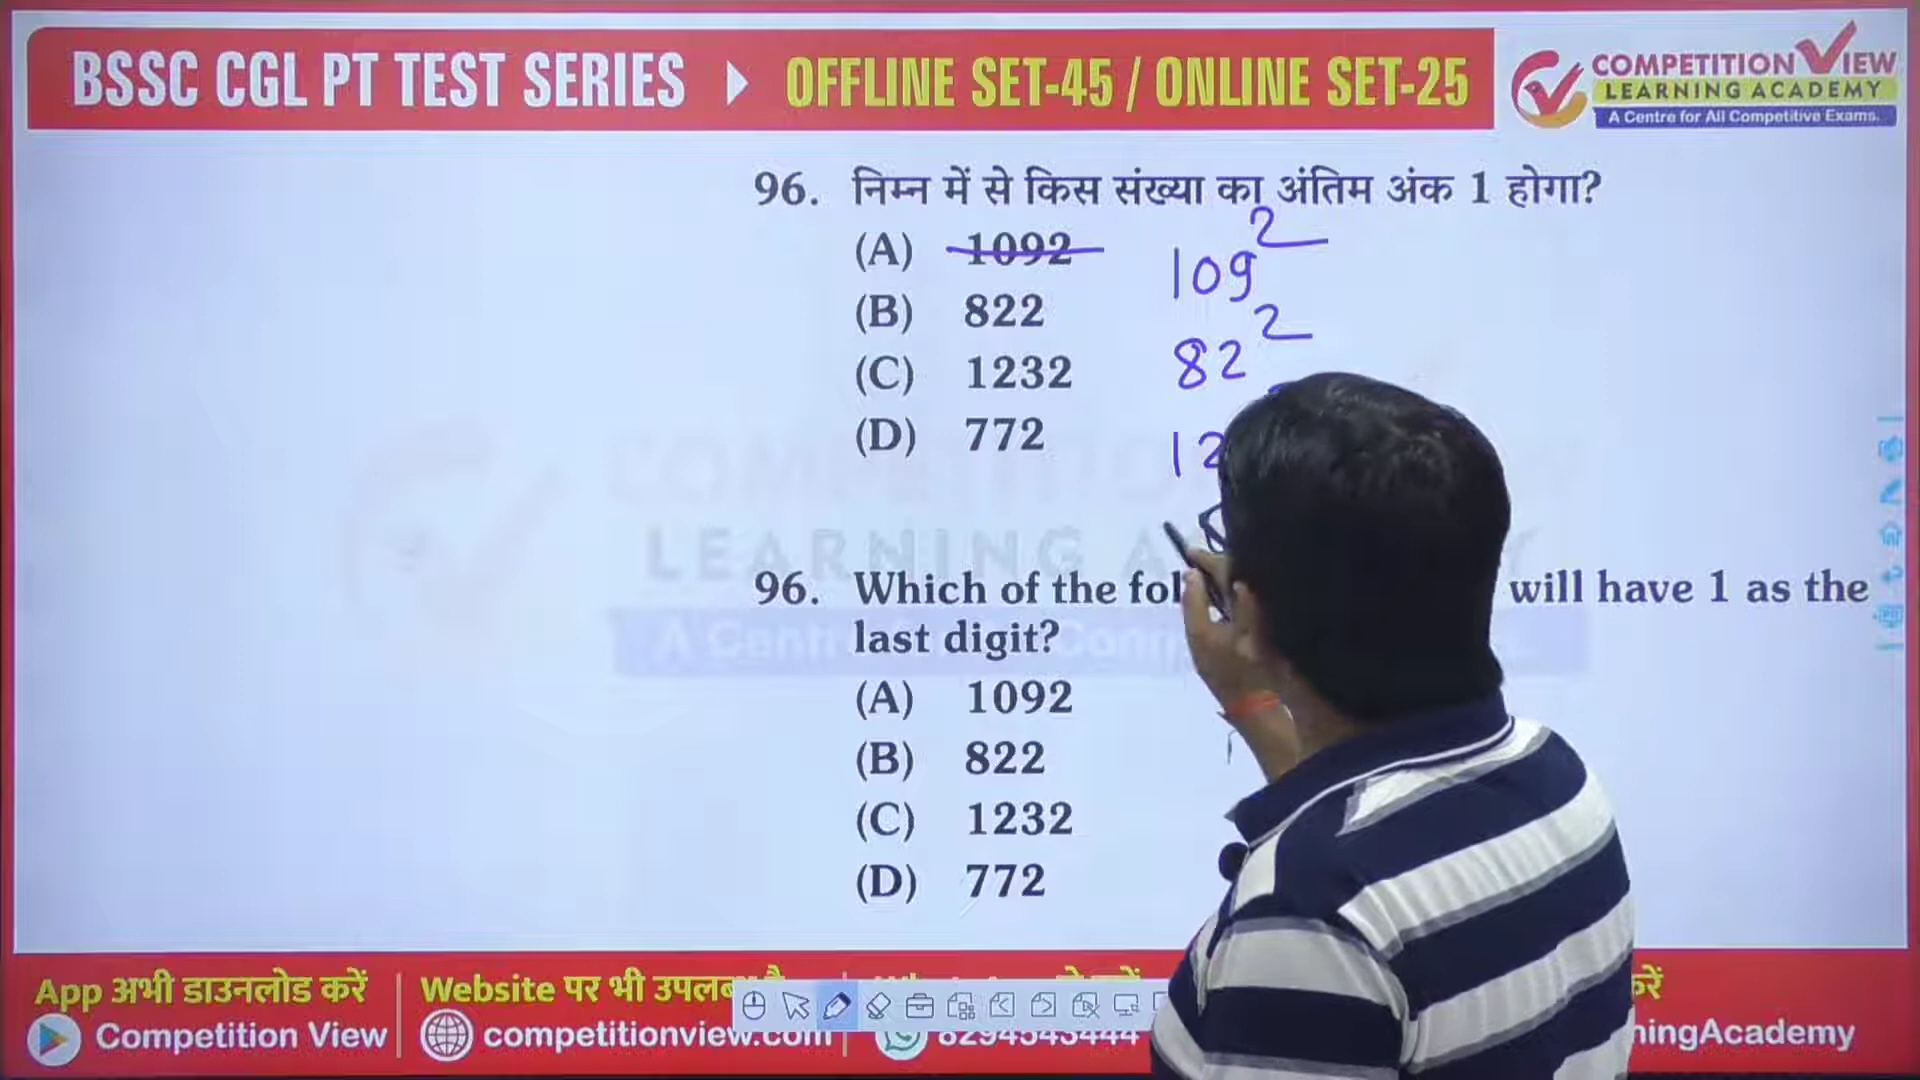 BSSC CGL PT TEST SERIES ▶ OFFLINE SET-45 / ONLINE SET-25
COMPETITION VIEW
LEARNING ACADEMY
A Centre for All Competitive Exams.
96. निम्न में से किस संख्या का अंतिम अंक 1 होगा?
(A) 1092 109²
(B) 822 82²
(C) 1232 12
(D) 772
96. Which of the fol will have 1 as the
last digit?
(A) 1092
(B) 822
(C) 1232
(D) 772
App अभी डाउनलोड करें
Competition View
Website पर भी
competitionview.com
8294543444